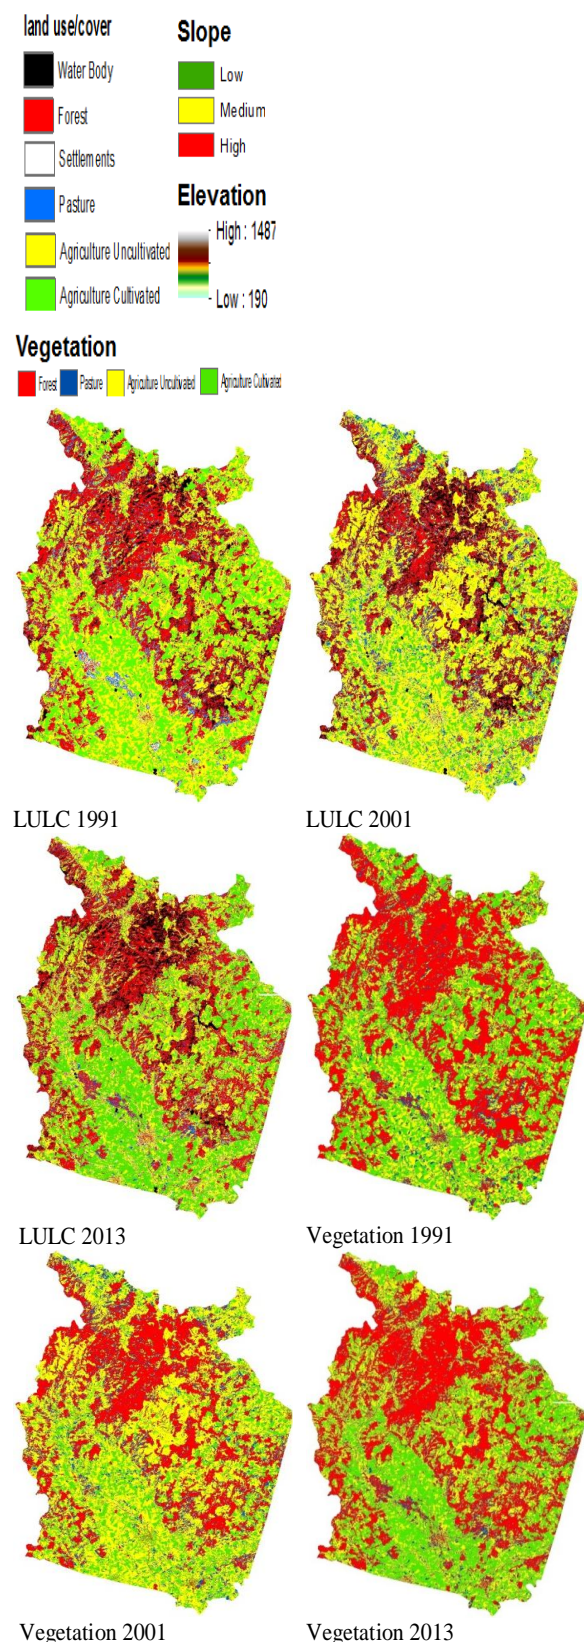 land use/cover
Water Body
Forest
Settlements
Pasture
Agriculture Uncultivated
Agriculture Cultivated
Slope
Low
Medium
High
Elevation
High : 1487
Low : 190
Vegetation
Forest Pasture Agriculture Uncultivated Agriculture Cultivated
LULC 1991 LULC 2001
LULC 2013 Vegetation 1991
Vegetation 2001 Vegetation 2013